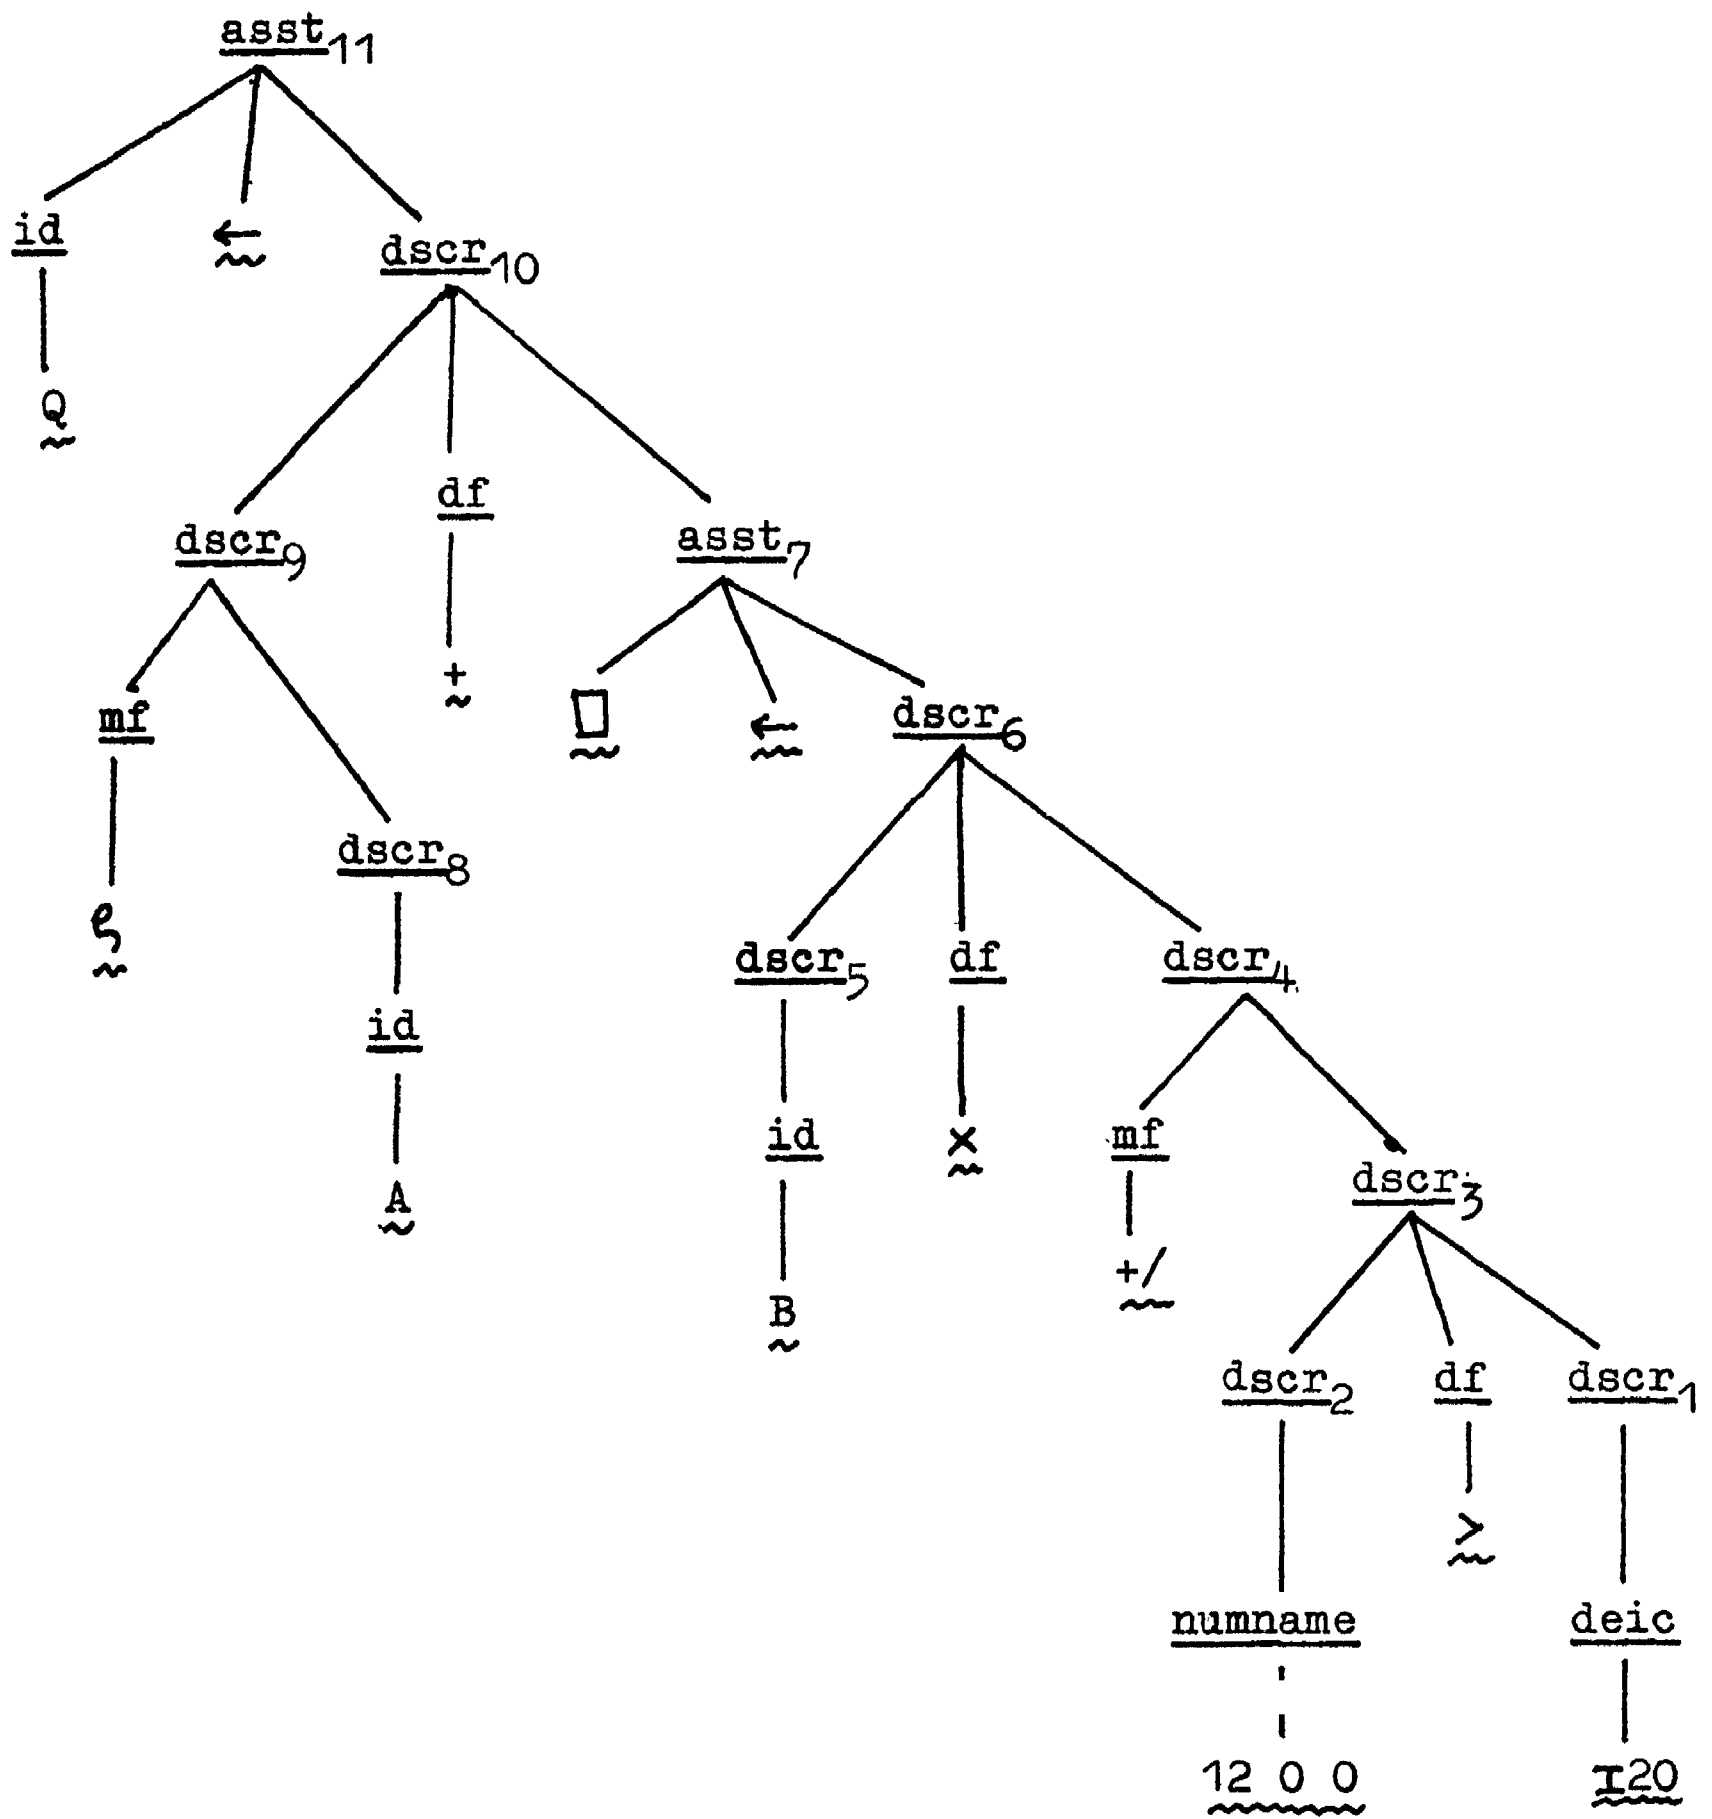 asst11
id ← dscr10
Q
df
dscr9 asst7
+
mf □ ← dscr6
dscr8
ρ
dscr5 df dscr4
id
id × mf
A dscr3
+/
B
dscr2 df dscr1
>
numname deic
12 0 0 I20